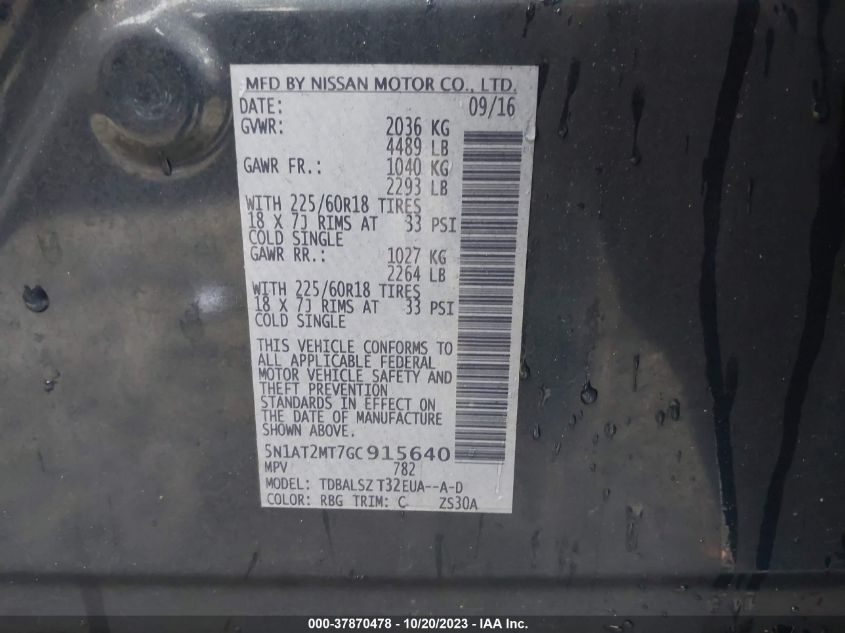 MFD BY NISSAN MOTOR CO., LTD.
DATE: 09/16
GVWR: 2036 KG
4489 LB
GAWR FR.: 1040 KG
2293 LB
WITH 225/60R18 TIRES
18 X 7J RIMS AT 33 PSI
COLD SINGLE
GAWR RR.: 1027 KG
2264 LB
WITH 225/60R18 TIRES
18 X 7J RIMS AT 33 PSI
COLD SINGLE
THIS VEHICLE CONFORMS TO
ALL APPLICABLE FEDERAL
MOTOR VEHICLE SAFETY AND
THEFT PREVENTION
STANDARDS IN EFFECT ON
THE DATE OF MANUFACTURE
SHOWN ABOVE.
5N1AT2MT7GC915640
MPV 782
MODEL: TDBALSZ T32EUA--A-D
COLOR: RBG TRIM: C ZS30A
000-37870478 - 10/20/2023 - IAA Inc.